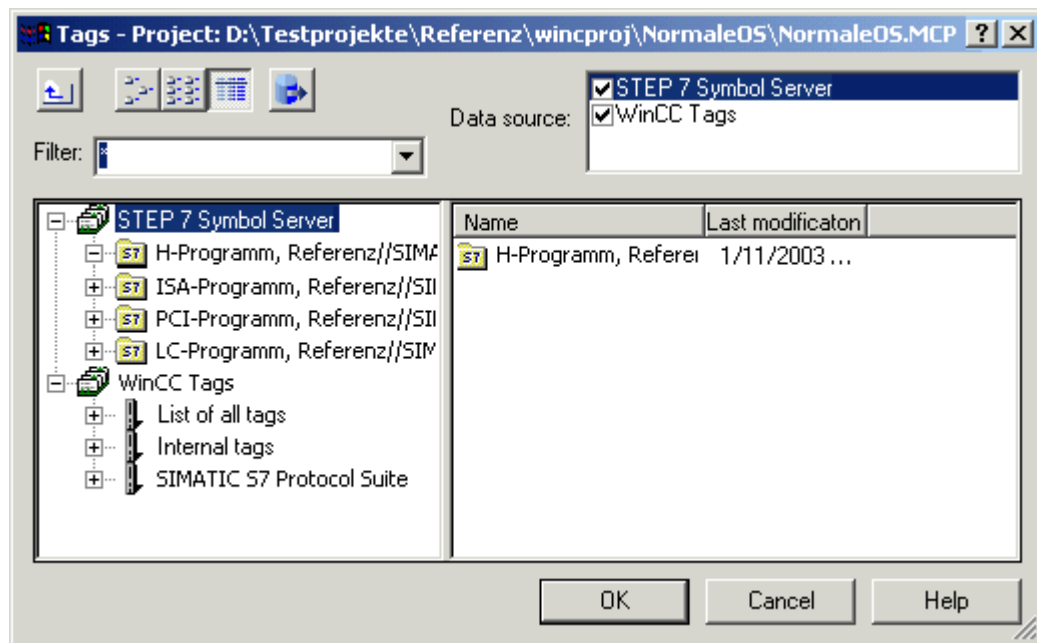 Tags - Project: D:\Testprojekte\Referenz\wincproj\NormaleOS\NormaleOS.MCP
Data source:
STEP 7 Symbol Server
WinCC Tags
Filter: *
STEP 7 Symbol Server
H-Programm, Referenz//SIMA
ISA-Programm, Referenz//SII
PCI-Programm, Referenz//SII
LC-Programm, Referenz//SIM
WinCC Tags
List of all tags
Internal tags
SIMATIC S7 Protocol Suite
Name Last modificaton
H-Programm, Referei 1/11/2003 ...
OK Cancel Help